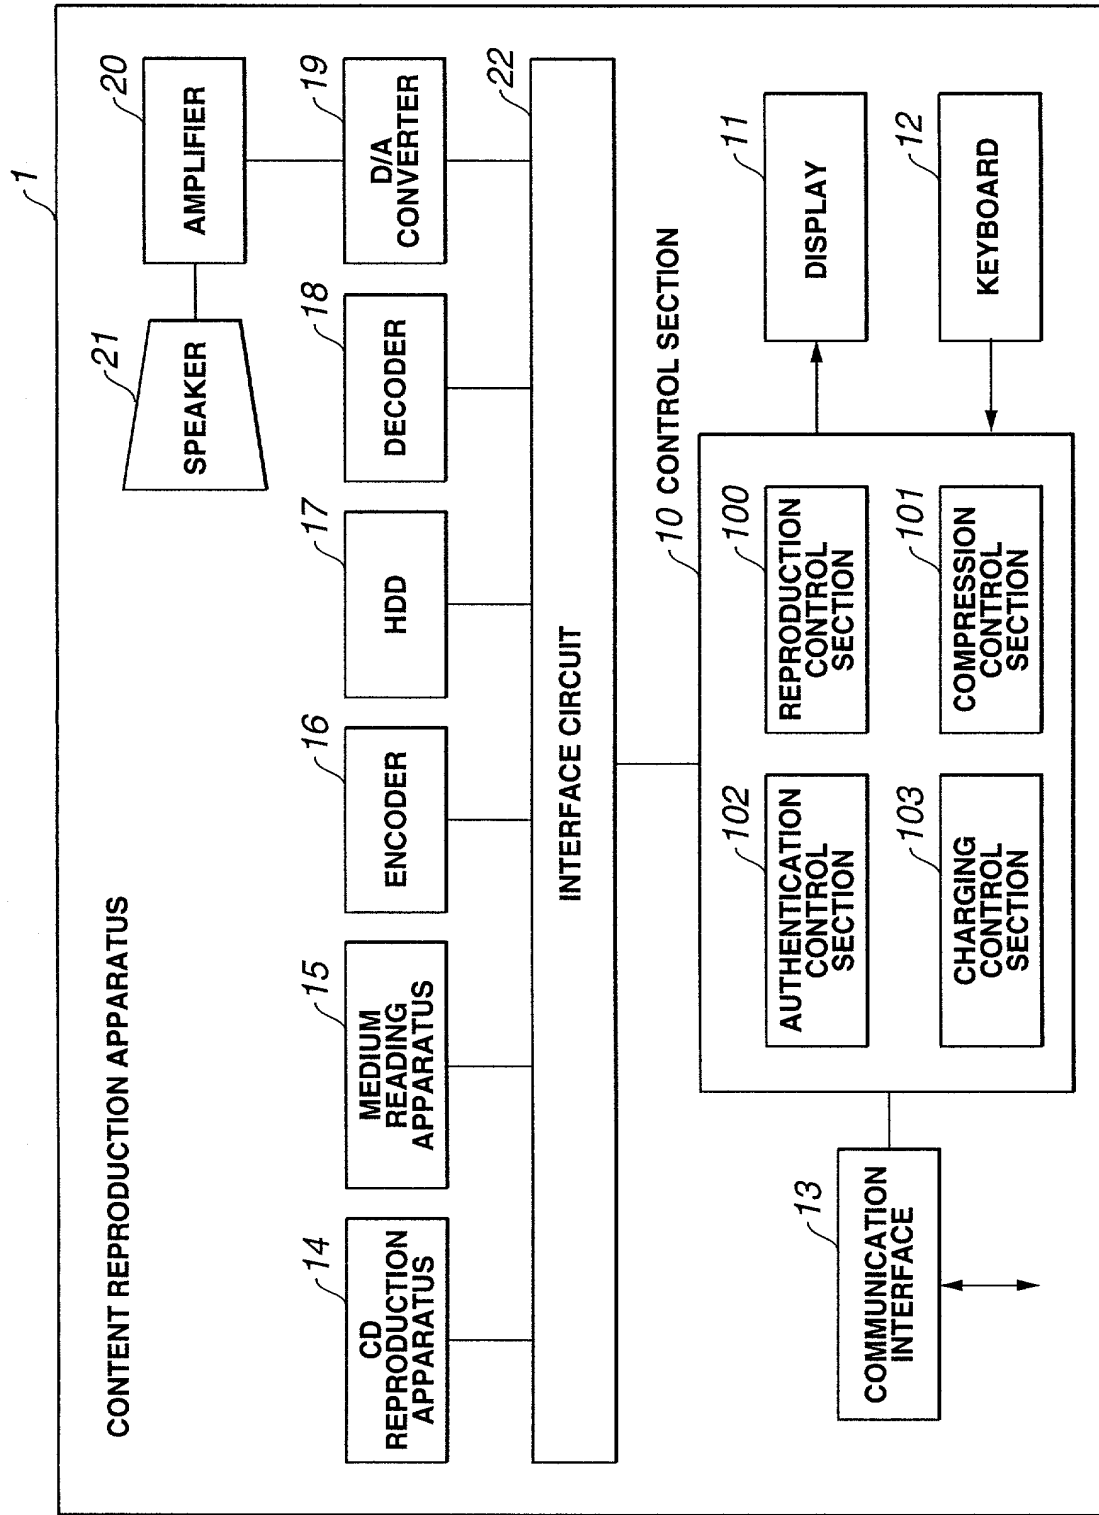 1
CONTENT REPRODUCTION APPARATUS
21
SPEAKER
20
AMPLIFIER
14
CD
REPRODUCTION
APPARATUS
15
MEDIUM
READING
APPARATUS
16
ENCODER
17
HDD
18
DECODER
19
D/A
CONVERTER
22
INTERFACE CIRCUIT
10 CONTROL SECTION
13
COMMUNICATION
INTERFACE
102
AUTHENTICATION
CONTROL
SECTION
100
REPRODUCTION
CONTROL
SECTION
103
CHARGING
CONTROL
SECTION
101
COMPRESSION
CONTROL
SECTION
11
DISPLAY
12
KEYBOARD